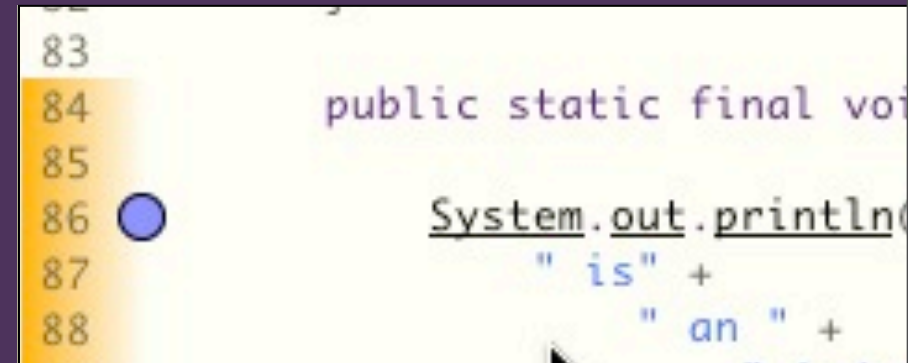 83
84 public static final voi
85
86 System.out.println(
87 " is" +
88 " an " +